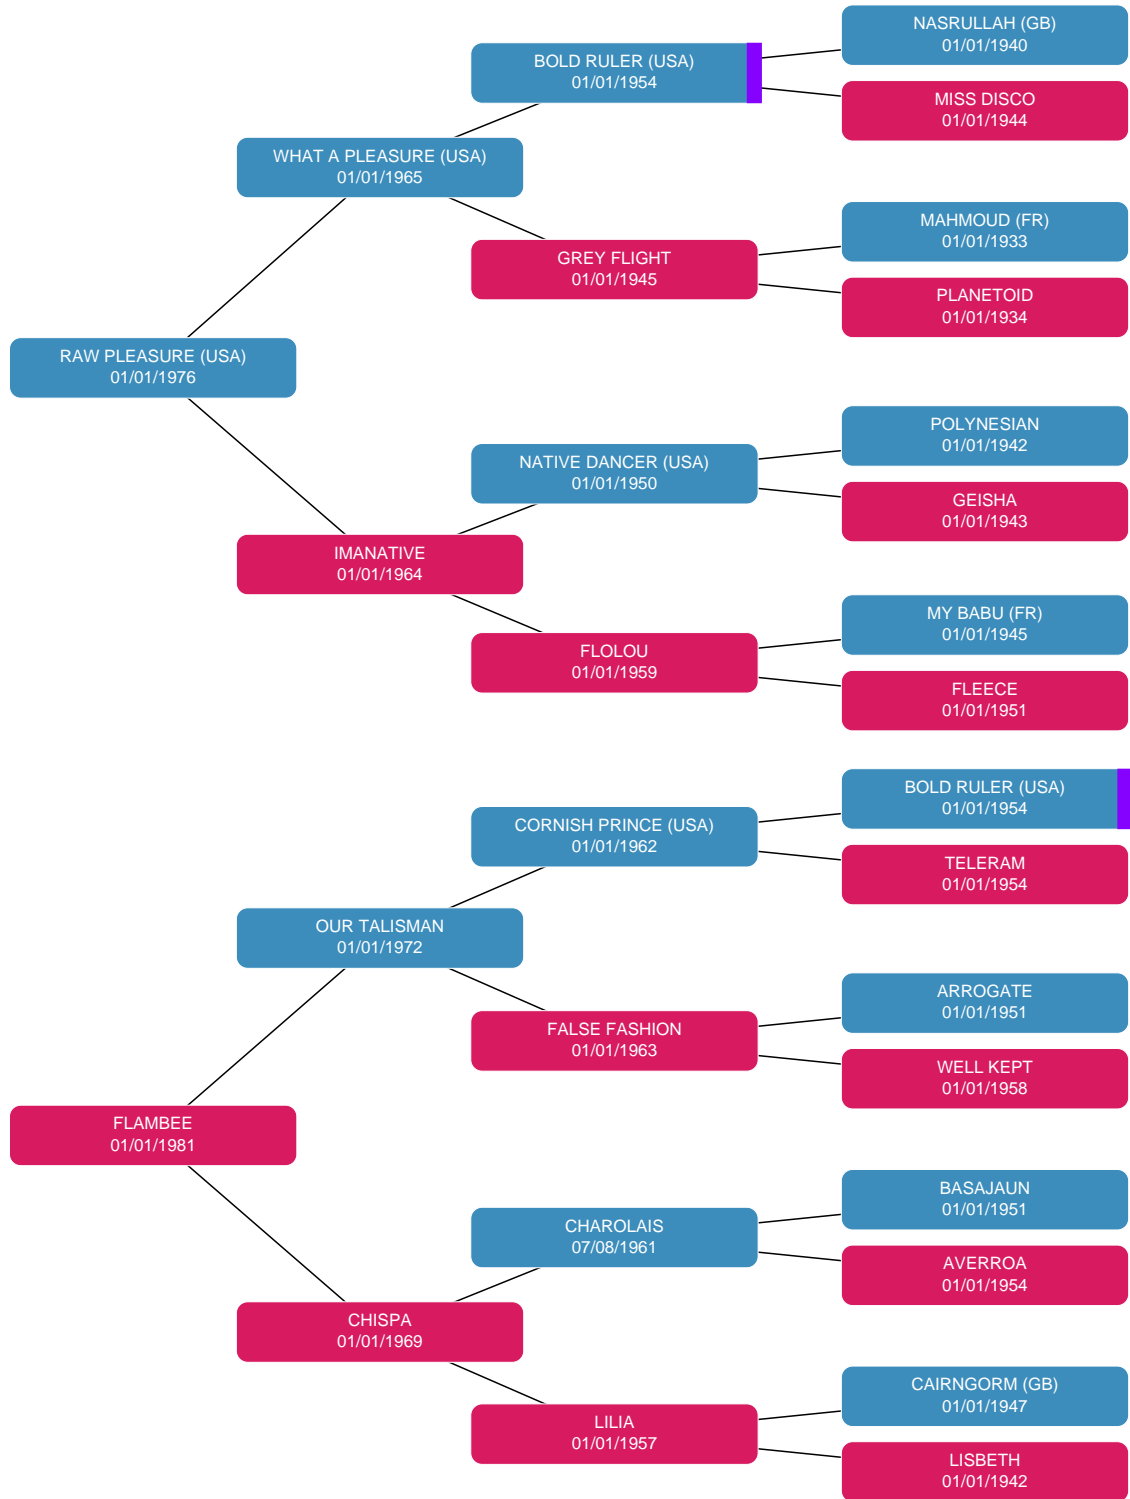 NASRULLAH (GB)
01/01/1940
BOLD RULER (USA)
01/01/1954
MISS DISCO
01/01/1944
WHAT A PLEASURE (USA)
01/01/1965
MAHMOUD (FR)
01/01/1933
GREY FLIGHT
01/01/1945
PLANETOID
01/01/1934
RAW PLEASURE (USA)
01/01/1976
POLYNESIAN
01/01/1942
NATIVE DANCER (USA)
01/01/1950
GEISHA
01/01/1943
IMANATIVE
01/01/1964
MY BABU (FR)
01/01/1945
FLOLOU
01/01/1959
FLEECE
01/01/1951
BOLD RULER (USA)
01/01/1954
CORNISH PRINCE (USA)
01/01/1962
TELERAM
01/01/1954
OUR TALISMAN
01/01/1972
ARROGATE
01/01/1951
FALSE FASHION
01/01/1963
WELL KEPT
01/01/1958
FLAMBEE
01/01/1981
BASAJAUN
01/01/1951
CHAROLAIS
07/08/1961
AVERROA
01/01/1954
CHISPA
01/01/1969
CAIRNGORM (GB)
01/01/1947
LILIA
01/01/1957
LISBETH
01/01/1942